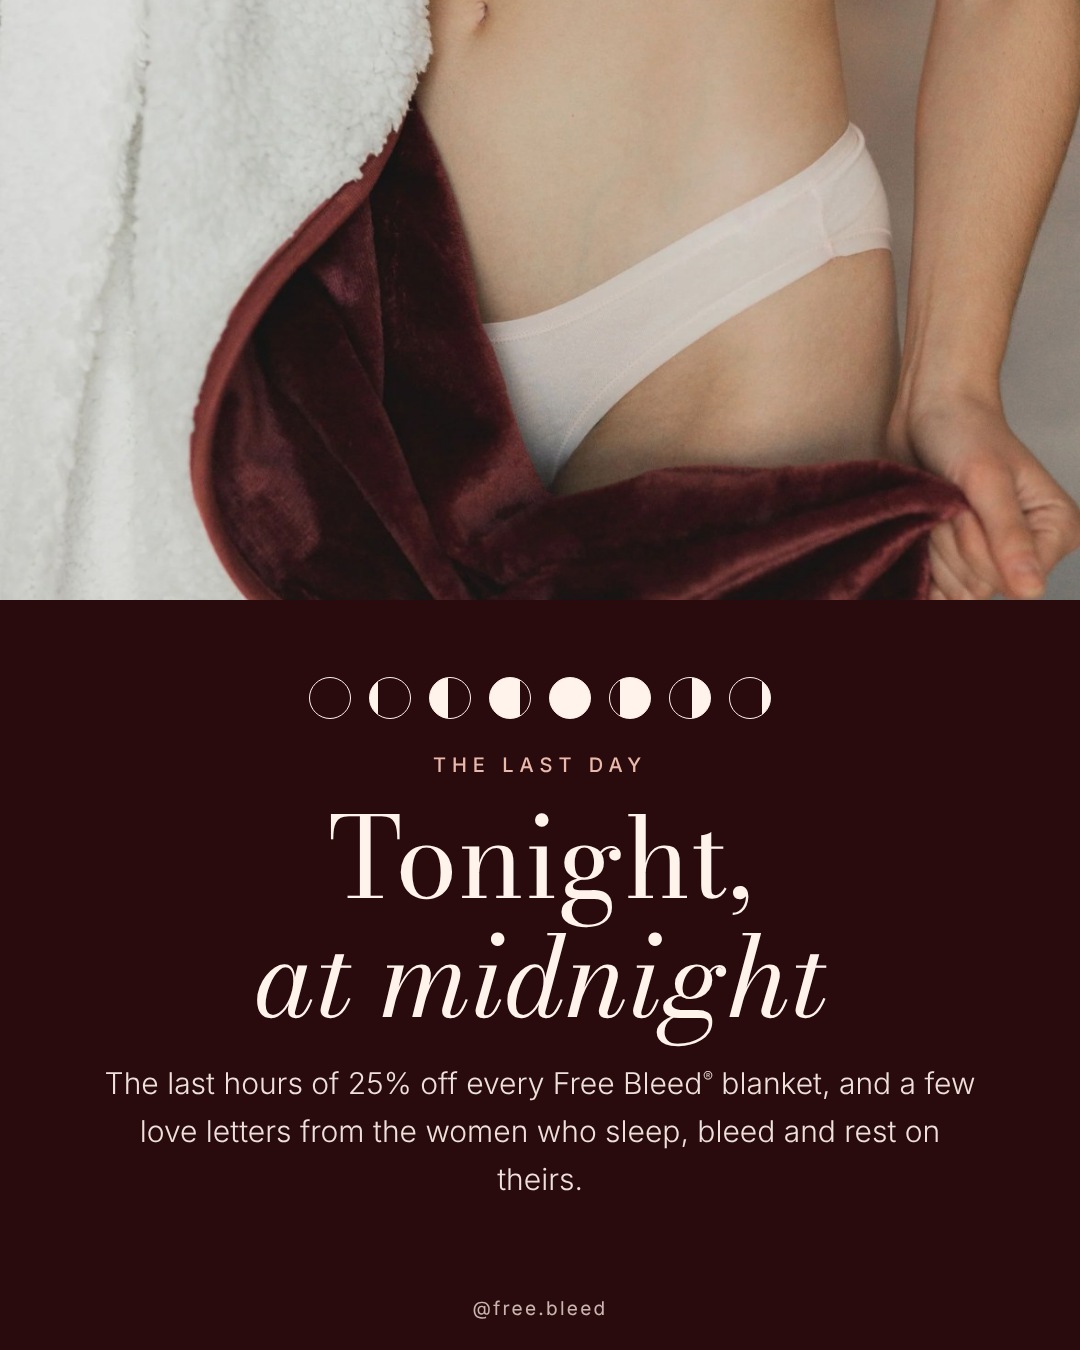 THE LAST DAY
Tonight,
at midnight
The last hours of 25% off every Free Bleed® blanket, and a few
love letters from the women who sleep, bleed and rest on
theirs.
@free.bleed